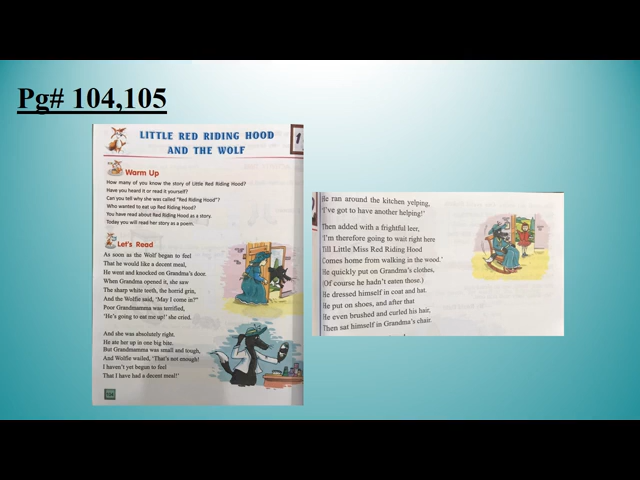 Pg# 104,105
LITTLE RED RIDING HOOD
AND THE WOLF
1
Warm Up
How many of you know the story of Little Red Riding Hood?
Have you heard it or read it yourself?
Can you tell why she was called "Red Riding Hood"?
Who wanted to eat up Red Riding Hood?
You have read about Red Riding Hood as a story.
Today you will read her story as a poem.
Let's Read
As soon as the Wolf began to feel
That he would like a decent meal,
He went and knocked on Grandma's door.
When Grandma opened it, she saw
The sharp white teeth, the horrid grin,
And the Wolfie said, 'May I come in?'
Poor Grandmamma was terrified,
'He's going to eat me up!' she cried.
And she was absolutely right.
He ate her up in one big bite.
But Grandmamma was small and tough,
And Wolfie wailed, 'That's not enough!
I haven't yet begun to feel
That I have had a decent meal!'
104
He ran around the kitchen yelping,
'I've got to have another helping!'
Then added with a frightful leer,
'I'm therefore going to wait right here
Till Little Miss Red Riding Hood
Comes home from walking in the wood.'
He quickly put on Grandma's clothes,
(Of course he hadn't eaten those.)
He dressed himself in coat and hat.
He put on shoes, and after that
He even brushed and curled his hair,
Then sat himself in Grandma's chair.